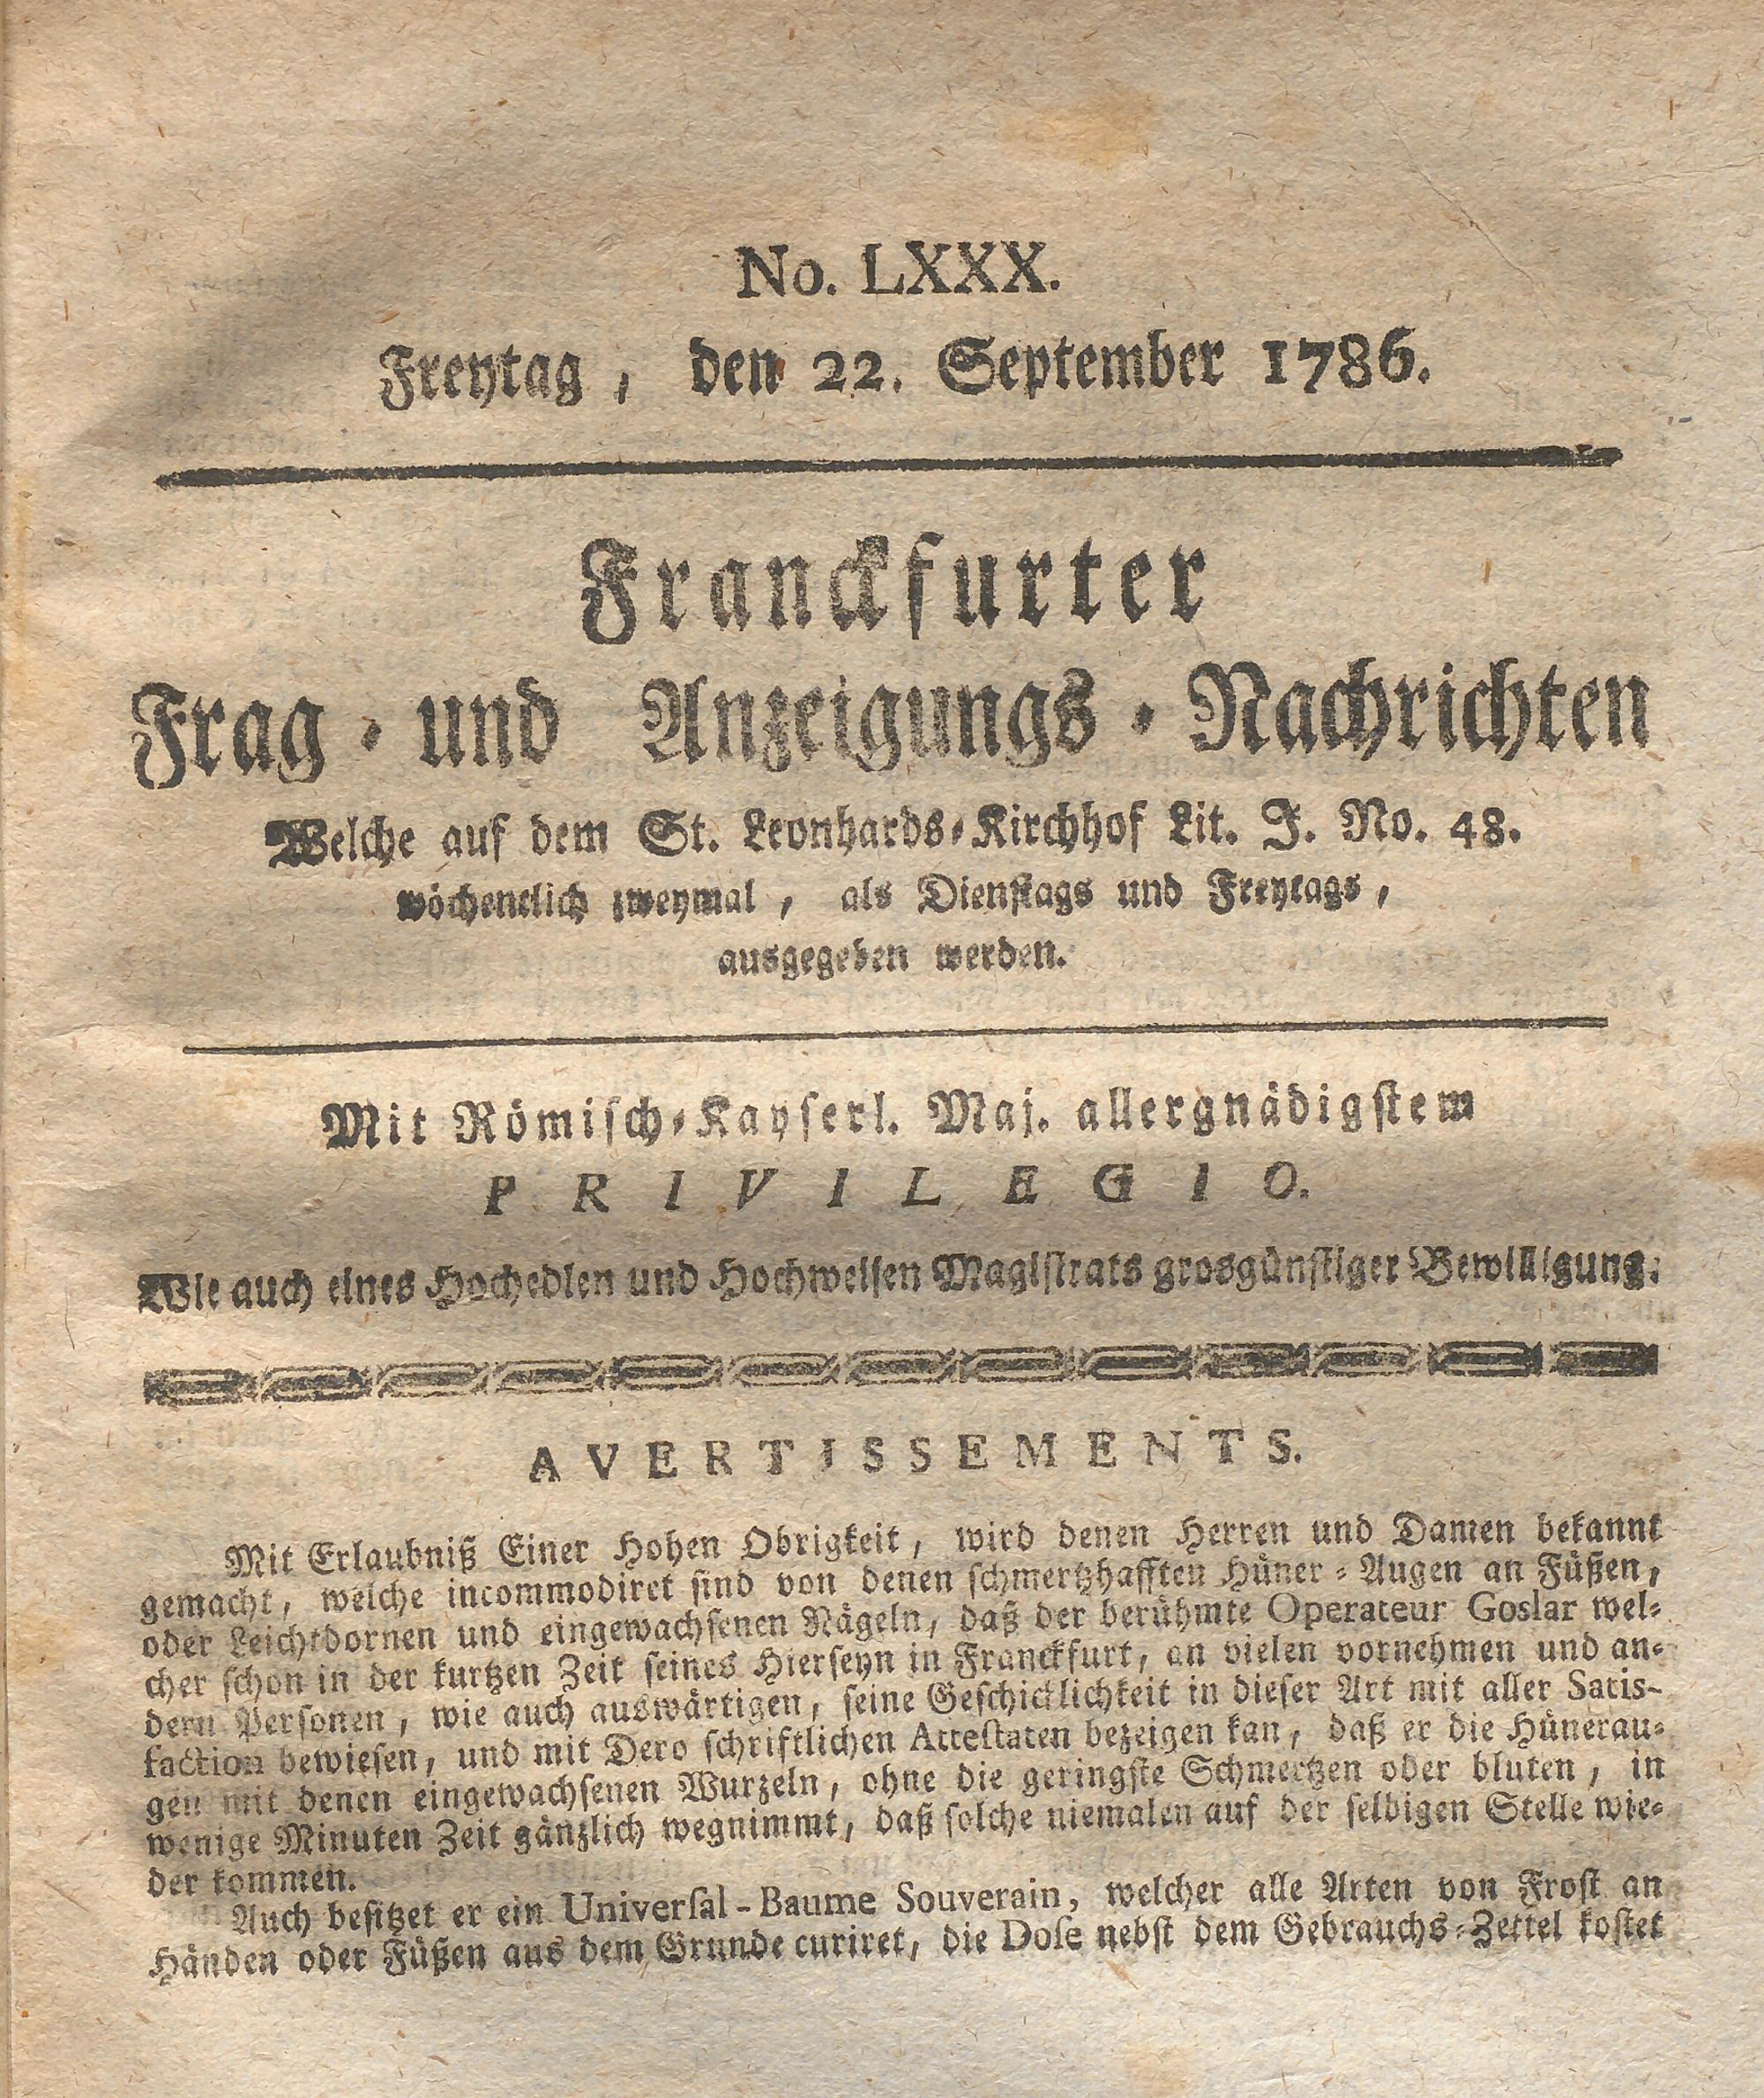 No. LXXX.
Freytag, den 22. September 1786.
Franckfurter
Frag- und Anzeigungs-Nachrichten
Welche auf dem St. Leonhards-Kirchhof Lit. J. No. 48.
wöchentlich zweymal, als Dienstags und Freytags,
ausgegeben werden.
Mit Römisch-Kayserl. Maj. allergnädigstem
PRIVILEGIO.
Wie auch eines Hochedlen und Hochweisen Magistrats grosgünstiger Bewilligung.
AVERTISSEMENTS.
Mit Erlaubniß Einer Hohen Obrigkeit, wird denen Herren und Damen bekannt
gemacht, welche incommodiret sind von denen schmertzhafften Hüner-Augen an Füßen,
oder Leichtdornen und eingewachsenen Nägeln, daß der berühmte Operateur Goslar wel-
cher schon in der kurtzen Zeit seines Hierseyn in Franckfurt, an vielen vornehmen und an-
dern Personen, wie auch auswärtigen, seine Geschicklichkeit in dieser Art mit aller Satis-
faction bewiesen, und mit Dero schriftlichen Attestaten bezeigen kan, daß er die Hünerau-
gen mit denen eingewachsenen Wurzeln, ohne die geringste Schmertzen oder bluten, in
wenige Minuten Zeit gänzlich wegnimmt, daß solche niemalen auf der selbigen Stelle wie-
der kommen.
Auch besitzet er ein Universal-Baume Souverain, welcher alle Arten von Frost an
Händen oder Füßen aus dem Grunde curiret, die Dose nebst dem Gebrauchs-Zettel kostet